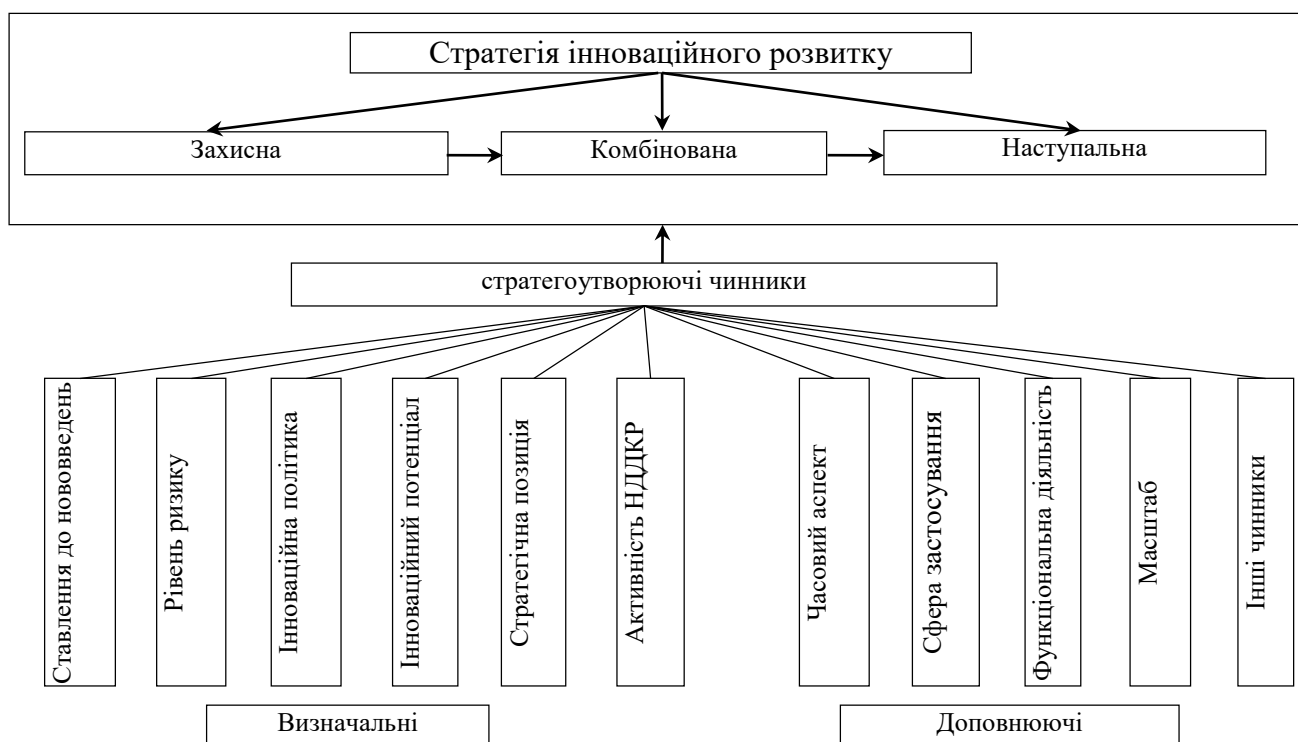 Стратегія інноваційного розвитку
Захисна
Комбінована
Наступальна
стратегоутворюючі чинники
Ставлення до нововведень
Рівень ризику
Інноваційна політика
Інноваційний потенціал
Стратегічна позиція
Активність НДДКР
Часовий аспект
Сфера застосування
Функціональна діяльність
Масштаб
Інші чинники
Визначальні
Доповнюючі